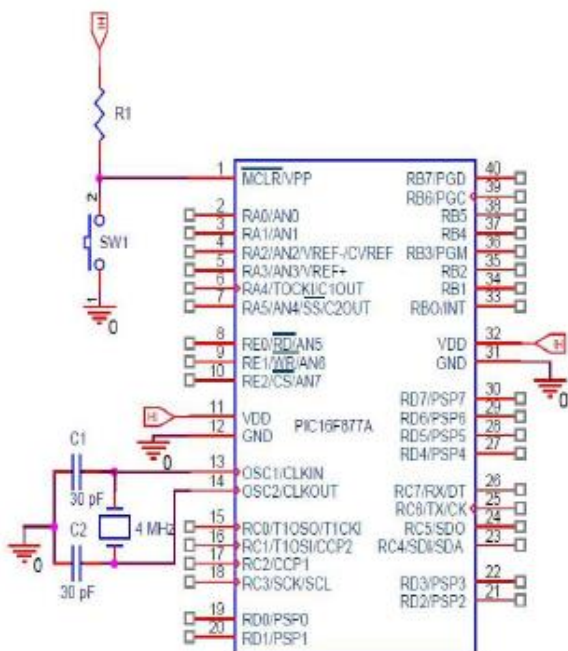 HI
R1
1 MCLR/VPP
2
SW1
1
0
2 RA0/AN0
3 RA1/AN1
4 RA2/AN2/VREF-/CVREF
5 RA3/AN3/VREF+
6 RA4/TOCKI/C1OUT
7 RA5/AN4/SS/C2OUT
8 RE0/RD/AN5
9 RE1/WR/AN6
10 RE2/CS/AN7
HI
11 VDD
12 GND
0
C1
30 pF
13 OSC1/CLKIN
14 OSC2/CLKOUT
C2
4 MHz
30 pF
0
15 RC0/T1OSO/T1CKI
16 RC1/T1OSI/CCP2
17 RC2/CCP1
18 RC3/SCK/SCL
19 RD0/PSP0
20 RD1/PSP1
PIC16F877A
RB7/PGD 40
RB6/PGC 39
RB5 38
RB4 37
RB3/PGM 36
RB2 35
RB1 34
RBO/INT 33
VDD 32
HI
GND 31
0
RD7/PSP7 30
RD6/PSP6 29
RD5/PSP5 28
RD4/PSP4 27
RC7/RX/DT 26
RC6/TX/CK 25
RC5/SDO 24
RC4/SDI/SDA 23
RD3/PSP3 22
RD2/PSP2 21